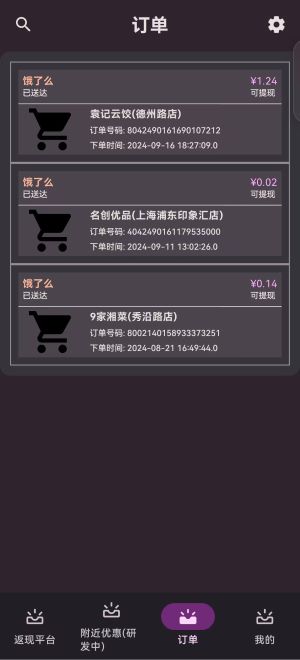 订单
饿了么
¥1.24
已送达
可提现
袁记云饺(德州路店)
订单号码: 8042490161690107212
下单时间: 2024-09-16 18:27:09.0
饿了么
¥0.02
已送达
可提现
名创优品(上海浦东印象汇店)
订单号码: 4042490161179535000
下单时间: 2024-09-11 13:02:26.0
饿了么
¥0.14
已送达
可提现
9家湘菜(秀沿路店)
订单号码: 8002140158933373251
下单时间: 2024-08-21 16:49:44.0
返现平台
附近优惠(研
发中)
订单
我的